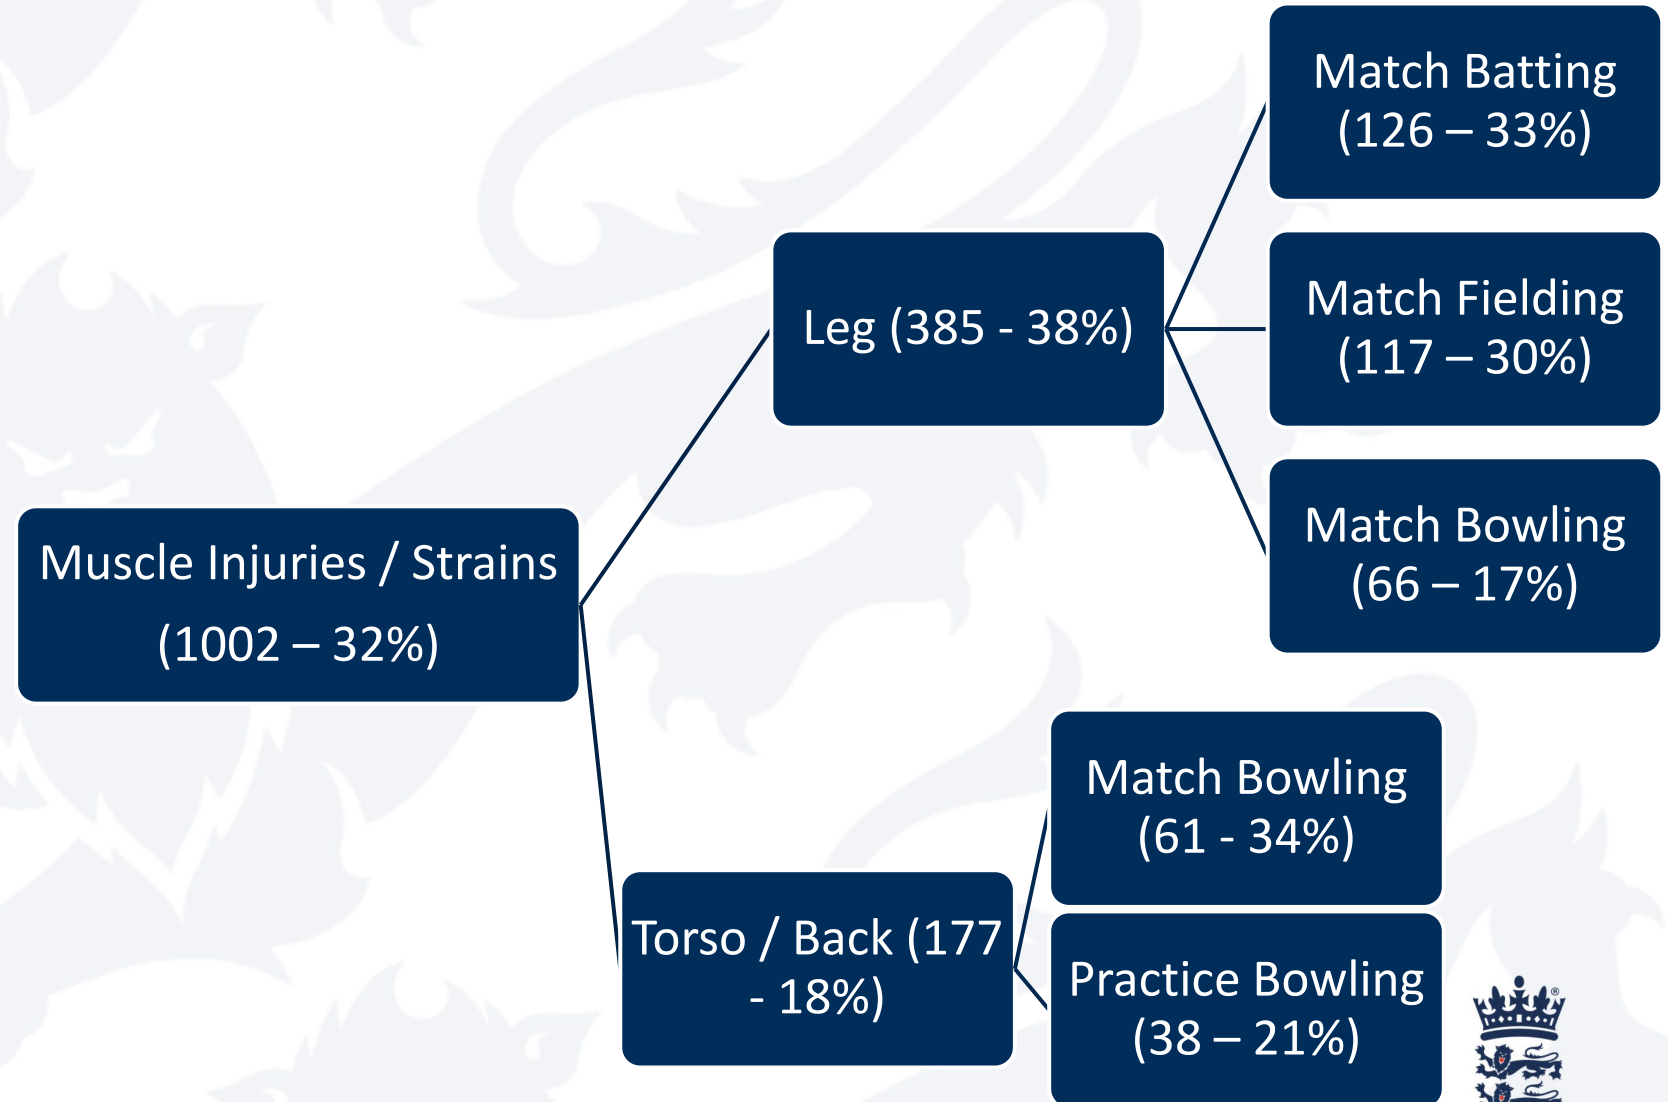 Muscle Injuries / Strains
(1002 – 32%)
Leg (385 - 38%)
Match Batting
(126 – 33%)
Match Fielding
(117 – 30%)
Match Bowling
(66 – 17%)
Torso / Back (177
- 18%)
Match Bowling
(61 - 34%)
Practice Bowling
(38 – 21%)
®